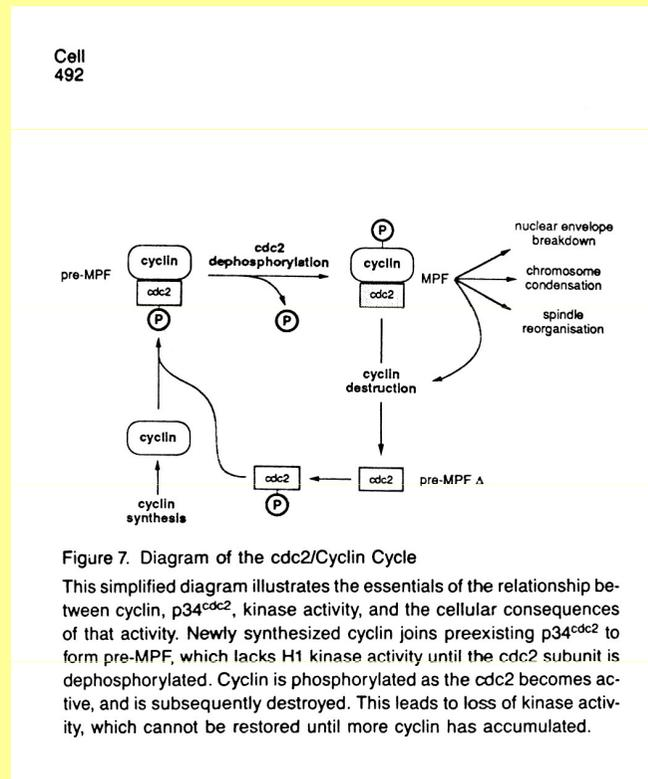 Cell
492
nuclear envelope
breakdown
chromosome
condensation
spindle
reorganisation
pre-MPF
cyclin
cdc2
P
cdc2
dephosphorylation
P
P
cyclin
cdc2
MPF
cyclin
destruction
cyclin
cyclin
synthesis
cdc2
P
cdc2
pre-MPF Δ
Figure 7. Diagram of the cdc2/Cyclin Cycle
This simplified diagram illustrates the essentials of the relationship be-
tween cyclin, p34cdc2, kinase activity, and the cellular consequences
of that activity. Newly synthesized cyclin joins preexisting p34cdc2 to
form pre-MPF, which lacks H1 kinase activity until the cdc2 subunit is
dephosphorylated. Cyclin is phosphorylated as the cdc2 becomes ac-
tive, and is subsequently destroyed. This leads to loss of kinase activ-
ity, which cannot be restored until more cyclin has accumulated.